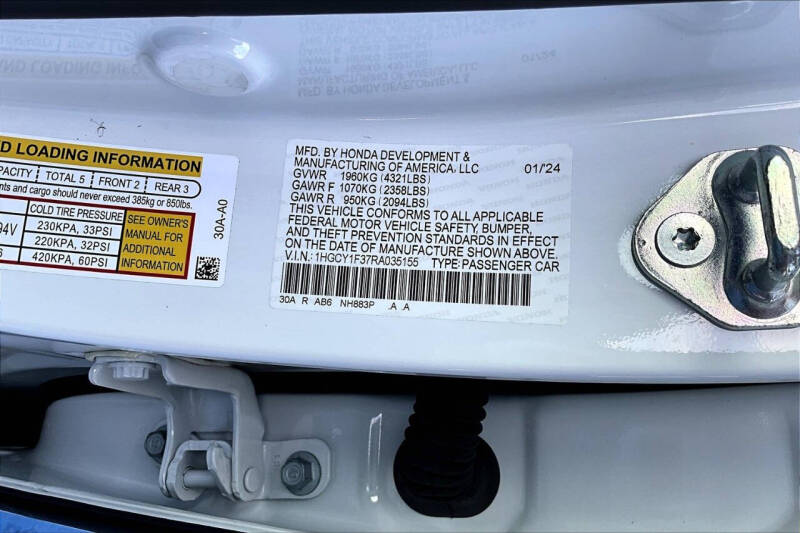 D LOADING INFORMATION
PACITY TOTAL 5 FRONT 2 REAR 3
nts and cargo should never exceed 385kg or 850lbs.
COLD TIRE PRESSURE
94V 230KPA, 33PSI
220KPA, 32PSI
420KPA, 60PSI
SEE OWNER'S
MANUAL FOR
ADDITIONAL
INFORMATION
30A-A0
MFD. BY HONDA DEVELOPMENT &
MANUFACTURING OF AMERICA, LLC 01/24
GVWR 1960KG (4321LBS)
GAWR F 1070KG (2358LBS)
GAWR R 950KG (2094LBS)
THIS VEHICLE CONFORMS TO ALL APPLICABLE
FEDERAL MOTOR VEHICLE SAFETY, BUMPER,
AND THEFT PREVENTION STANDARDS IN EFFECT
ON THE DATE OF MANUFACTURE SHOWN ABOVE.
V.I.N.: 1HGCY1F37RA035155 TYPE: PASSENGER CAR
30A R AB6 NH883P .A .A